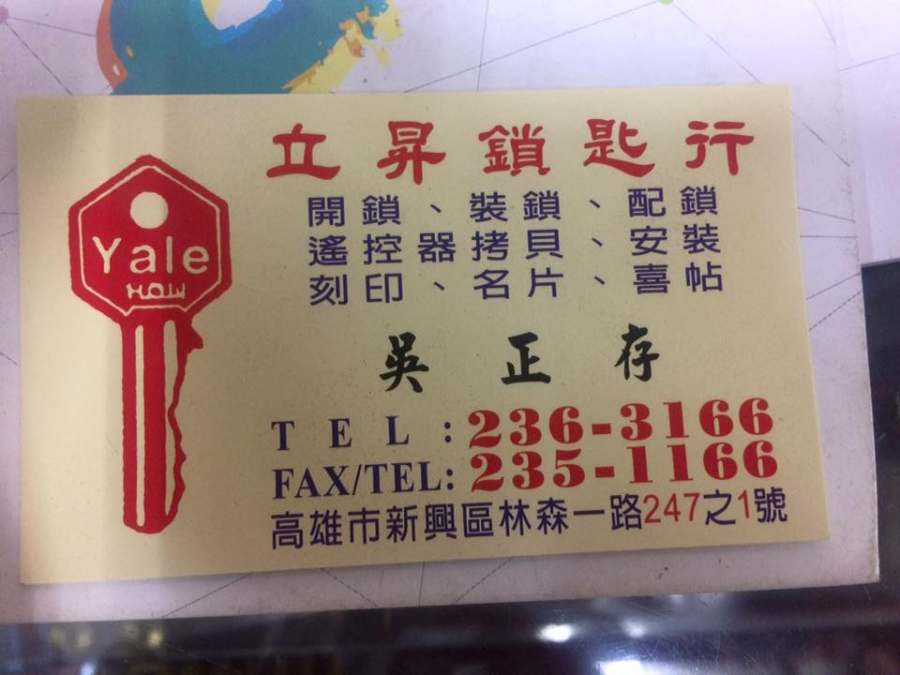 立昇鎖匙行
開鎖、裝鎖、配鎖
遙控器拷貝、安裝
刻印、名片、喜帖
吳正存
TEL:236-3166
FAX/TEL:235-1166
高雄市新興區林森一路247之1號
Yale